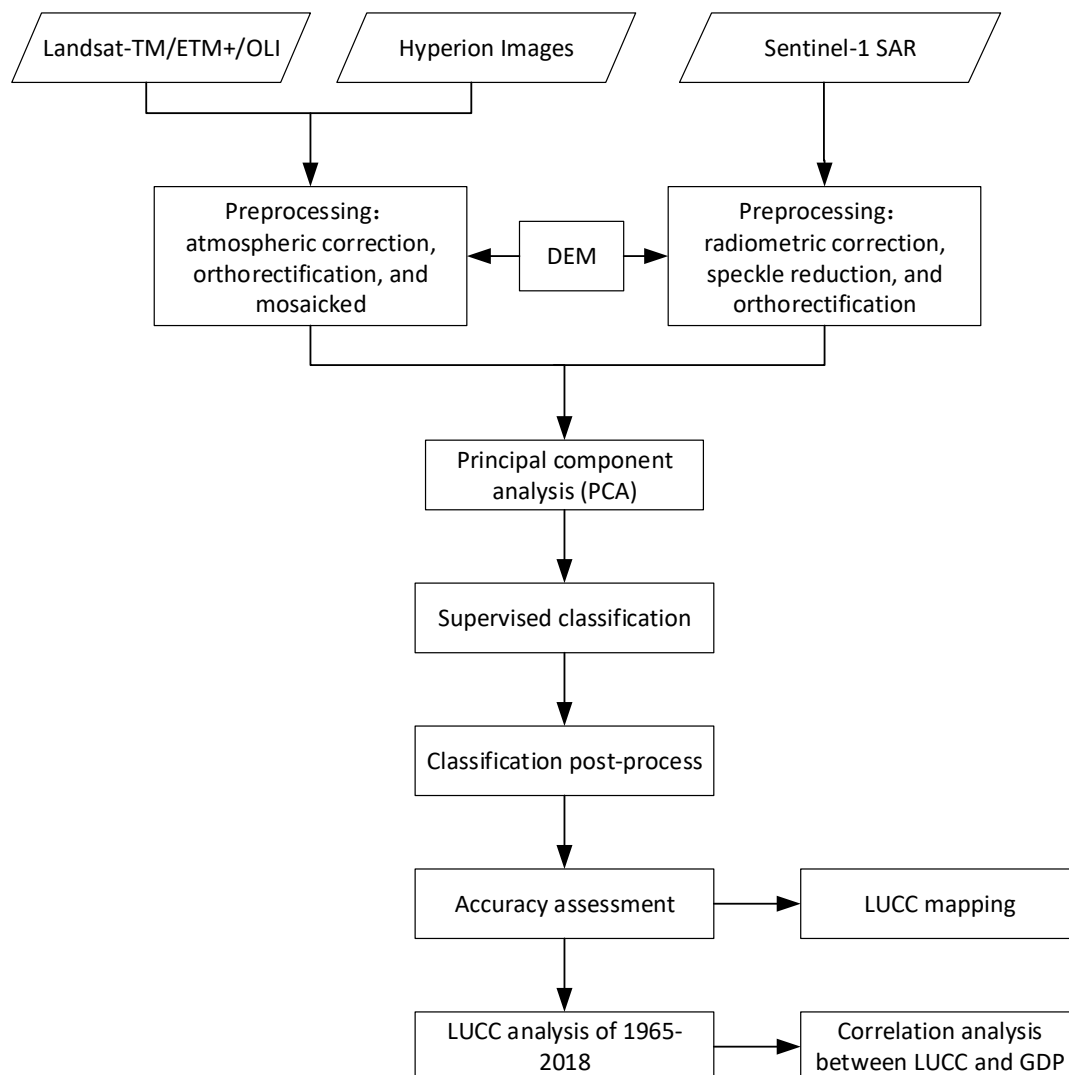 Landsat-TM/ETM+/OLI
Hyperion Images
Sentinel-1 SAR
Preprocessing：
atmospheric correction,
orthorectification, and
mosaicked
DEM
Preprocessing：
radiometric correction,
speckle reduction, and
orthorectification
Principal component
analysis (PCA)
Supervised classification
Classification post-process
Accuracy assessment
LUCC mapping
LUCC analysis of 1965-
2018
Correlation analysis
between LUCC and GDP